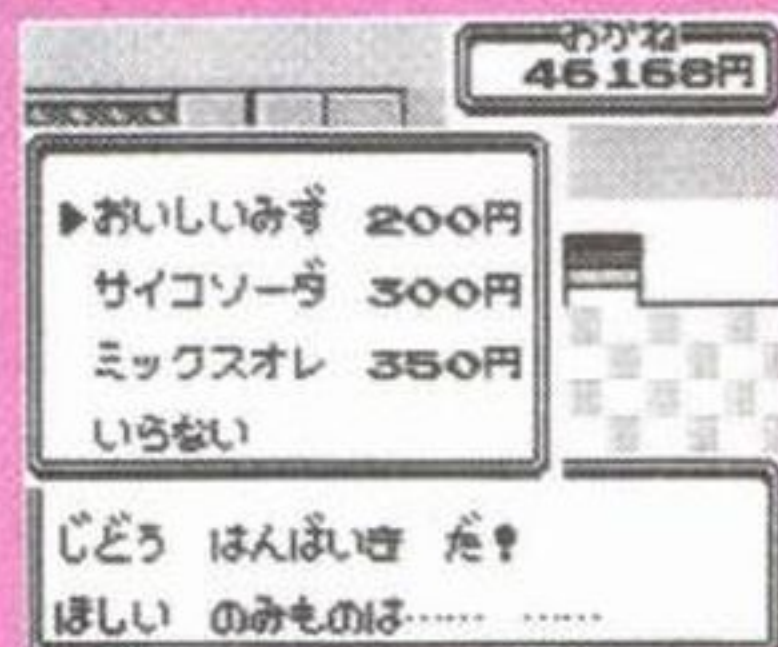 おかね
46168円
▶おいしいみず 200円
サイコソーダ 300円
ミックスオレ 350円
いらない
じどう はんばいき だ!
ほしい のみものは…… ……